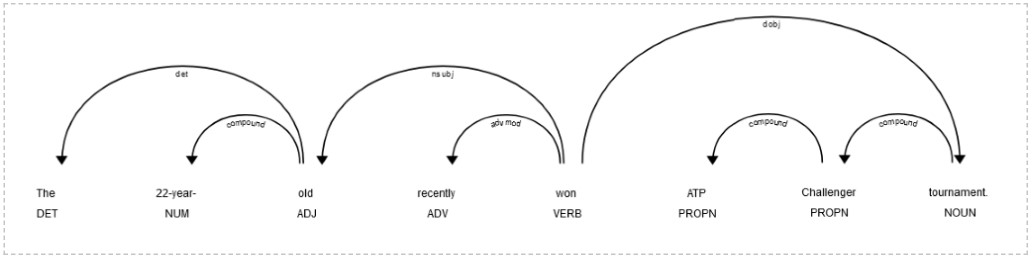 dobj
det
nsubj
compound
advmod
compound
compound
The 22-year- old recently won ATP Challenger tournament.
DET NUM ADJ ADV VERB PROPN PROPN NOUN